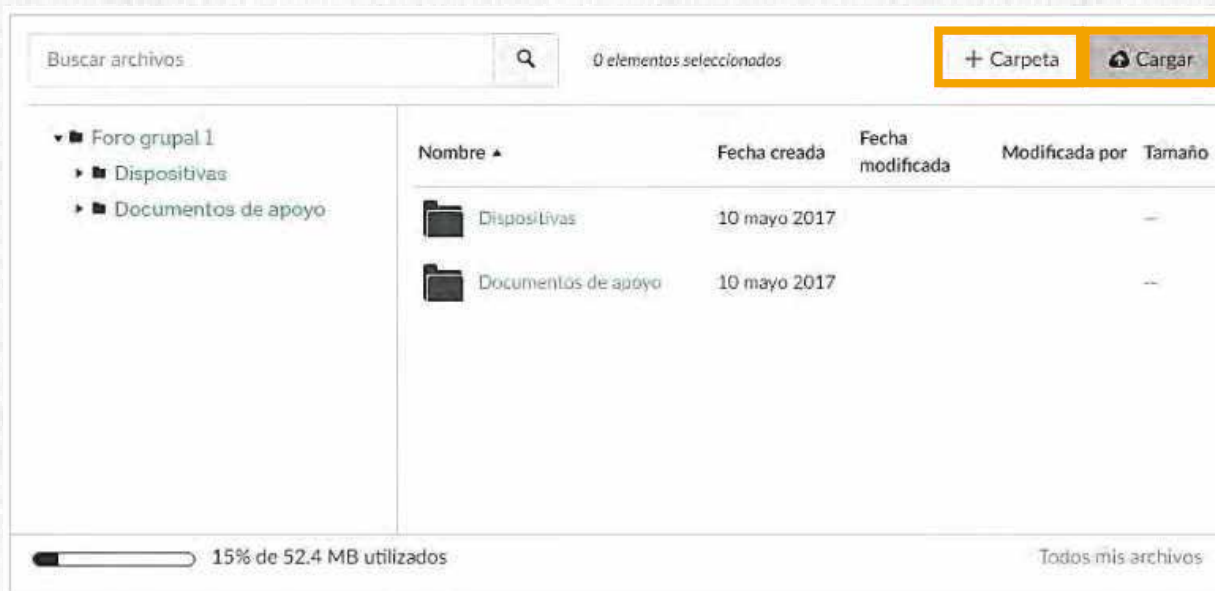 Buscar archivos
0 elementos seleccionados
+ Carpeta
Cargar
Foro grupal 1
Dispositivas
Documentos de apoyo
Nombre
Fecha creada
Fecha modificada
Modificada por
Tamaño
Dispositivas
10 mayo 2017
--
Documentos de apoyo
10 mayo 2017
--
15% de 52.4 MB utilizados
Todos mis archivos